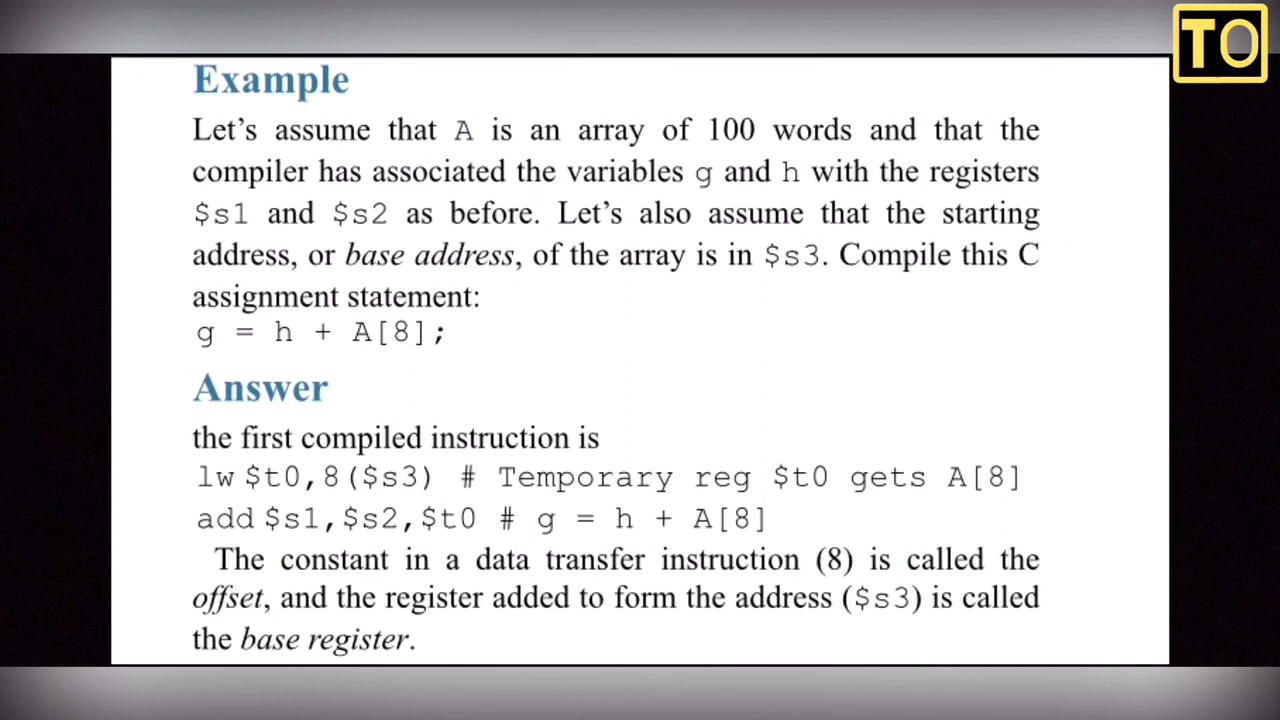 TO
Example
Let's assume that A is an array of 100 words and that the
compiler has associated the variables g and h with the registers
$s1 and $s2 as before. Let's also assume that the starting
address, or base address, of the array is in $s3. Compile this C
assignment statement:
g = h + A[8];
Answer
the first compiled instruction is
lw $t0,8($s3) # Temporary reg $t0 gets A[8]
add $s1,$s2,$t0 # g = h + A[8]
The constant in a data transfer instruction (8) is called the
offset, and the register added to form the address ($s3) is called
the base register.